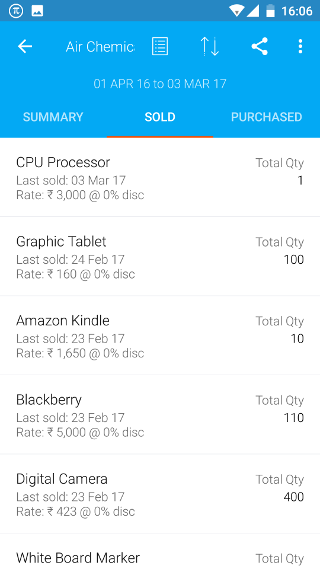 16:06
Air Chemic
01 APR 16 to 03 MAR 17
SUMMARY SOLD PURCHASED
CPU Processor Total Qty
Last sold: 03 Mar 17 1
Rate: ₹ 3,000 @ 0% disc
Graphic Tablet Total Qty
Last sold: 24 Feb 17 100
Rate: ₹ 160 @ 0% disc
Amazon Kindle Total Qty
Last sold: 23 Feb 17 10
Rate: ₹ 1,650 @ 0% disc
Blackberry Total Qty
Last sold: 23 Feb 17 110
Rate: ₹ 5,000 @ 0% disc
Digital Camera Total Qty
Last sold: 23 Feb 17 400
Rate: ₹ 423 @ 0% disc
White Board Marker Total Qty